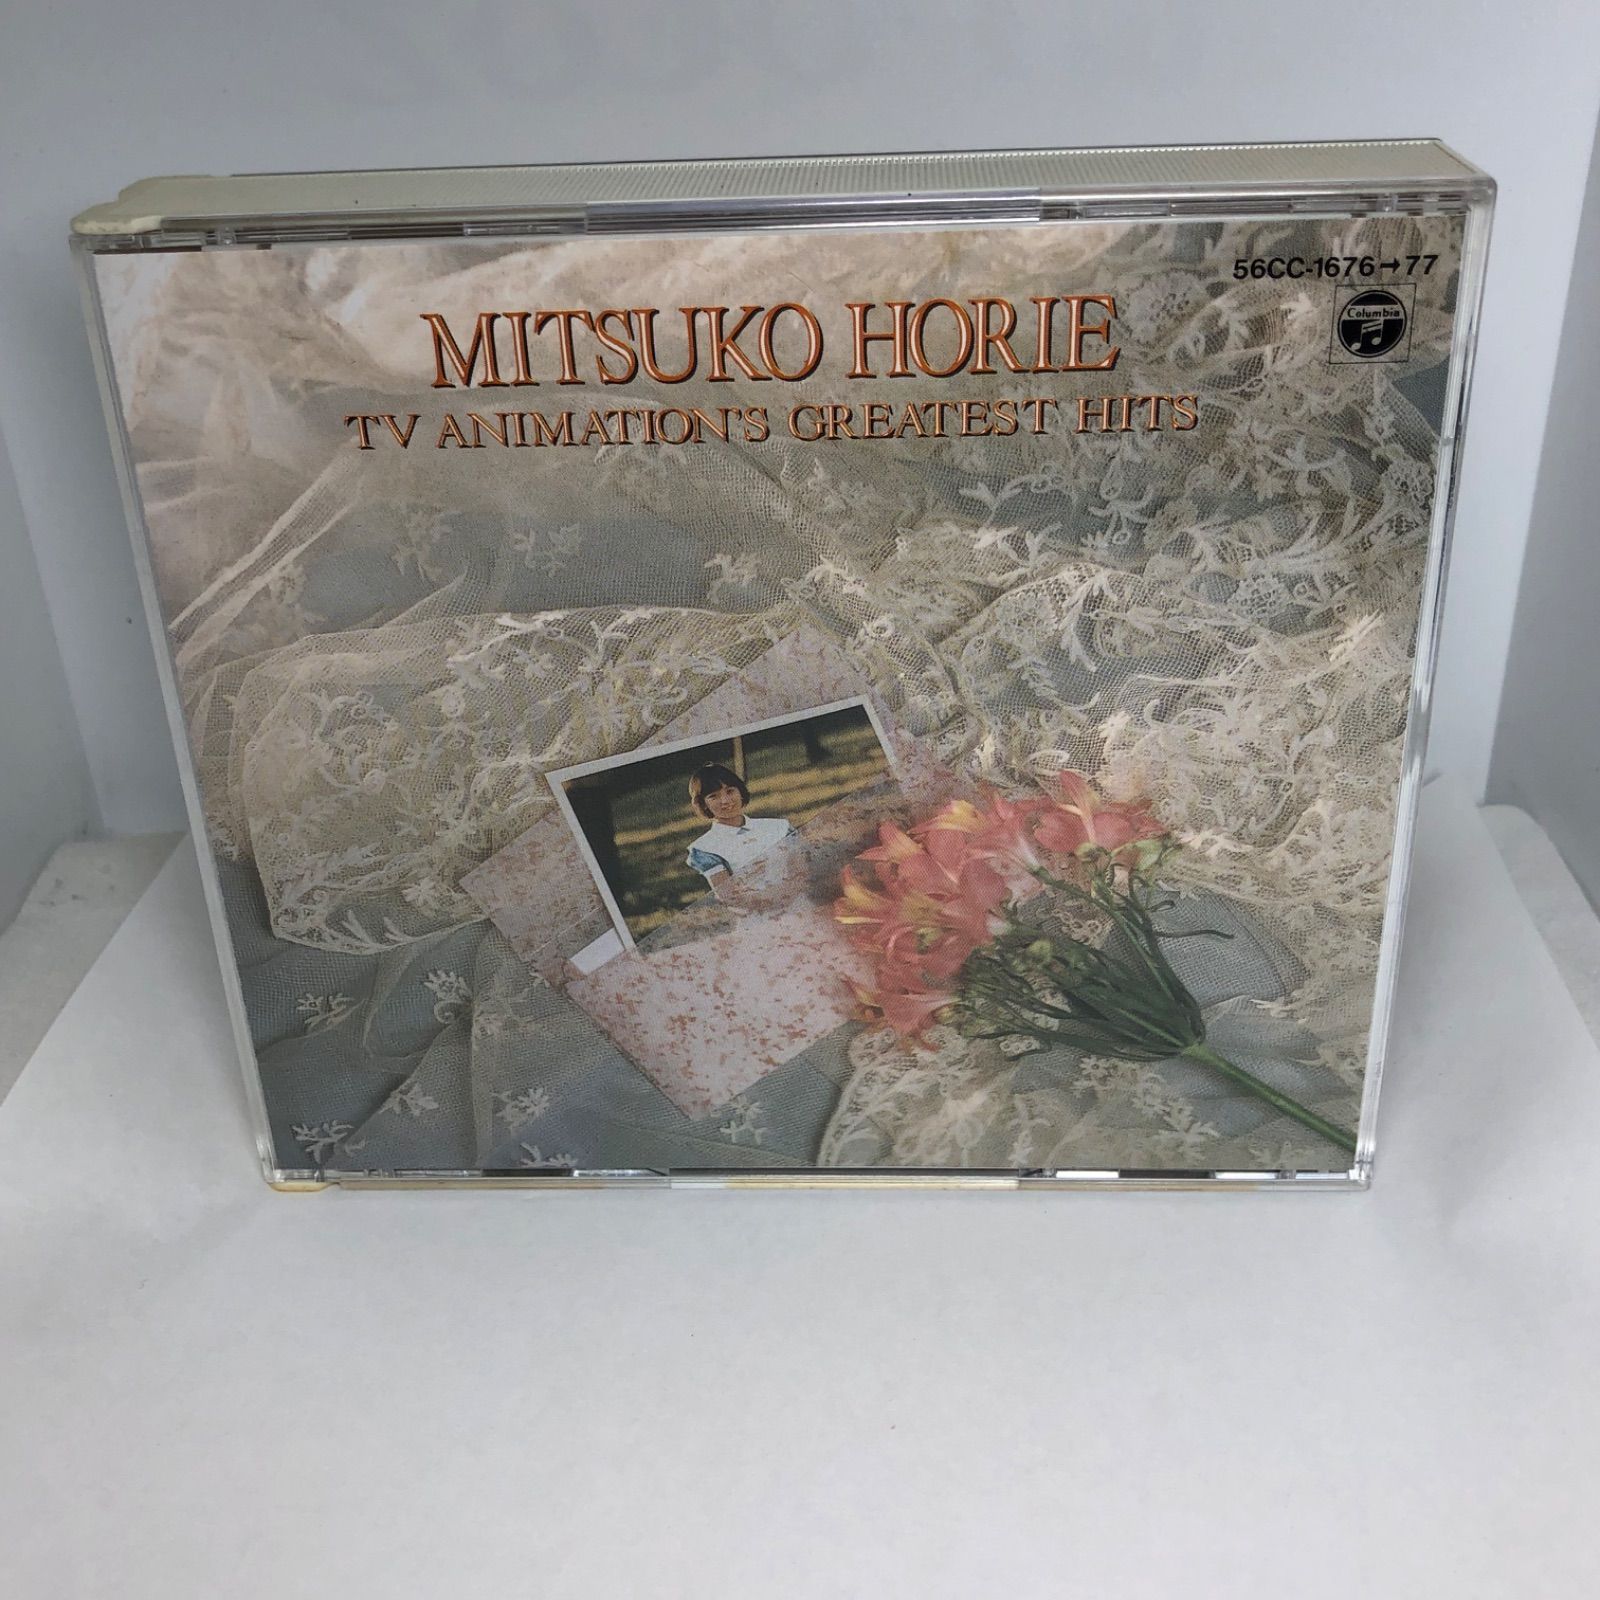 56CC-1676→77
Columbia
MITSUKO HORIE
TV ANIMATION'S GREATEST HITS